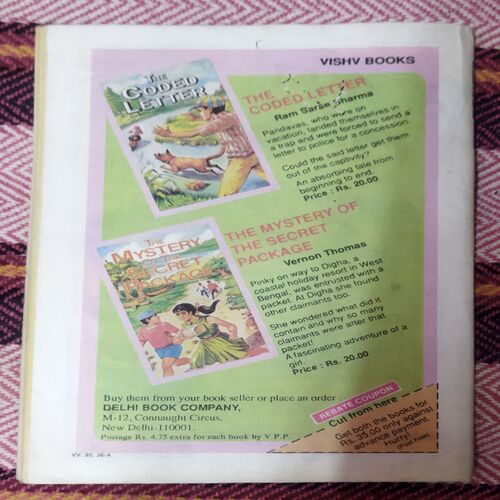 VISHV BOOKS
THE
CODED
LETTER
THE
CODED LETTER
Ram Saran Sharma
Pandavas, who were on
vacation, landed themselves in
a trap and were forced to send a
letter to police for a concession.
Could the said letter get them
out of the captivity?
An absorbing tale from
beginning to end.
Price : Rs. 20.00
THE
MYSTERY
OF THE
SECRET
PACKAGE
THE MYSTERY OF
THE SECRET
PACKAGE
Vernon Thomas
Pinky on way to Digha, a
coastal holiday resort in West
Bengal, was entrusted with a
packet. At Digha she found
other claimants too.
She wondered what did it
contain and why so many
claimants were after that
packet!
A fascinating adventure of a
girl.
Price : Rs. 20.00
Buy them from your book seller or place an order :
DELHI BOOK COMPANY,
M-12, Connaught Circus,
New Delhi-110001.
Postage Rs. 4.75 extra for each book by V.P.P.
REBATE COUPON
Cut from here
Get both the books for
Rs. 35.00 only against
advance payment.
Hurry!
(Post Free)
VV: 95: 36-4